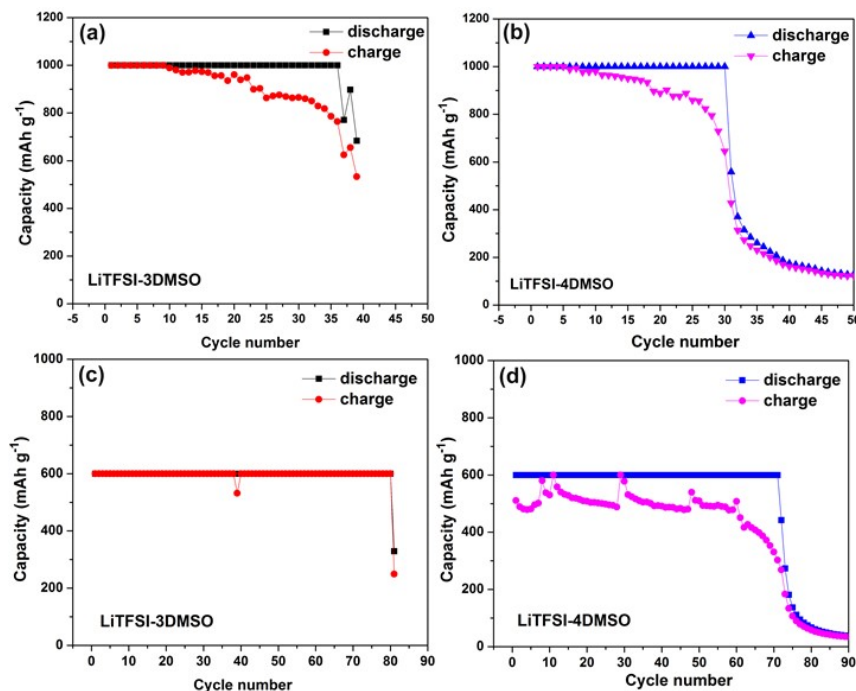 (a)
discharge
charge
1200
1000
800
600
400
200
0
Capacity (mAh g⁻¹)
LiTFSI-3DMSO
-5 0 5 10 15 20 25 30 35 40 45 50
Cycle number
(b)
discharge
charge
1200
1000
800
600
400
200
0
Capacity (mAh g⁻¹)
LiTFSI-4DMSO
-5 0 5 10 15 20 25 30 35 40 45 50
Cycle number
(c)
discharge
charge
1000
800
600
400
200
0
Capacity (mAh g⁻¹)
LiTFSI-3DMSO
0 10 20 30 40 50 60 70 80 90
Cycle number
(d)
discharge
charge
1000
800
600
400
200
0
Capacity (mAh g⁻¹)
LiTFSI-4DMSO
0 10 20 30 40 50 60 70 80 90
Cycle number